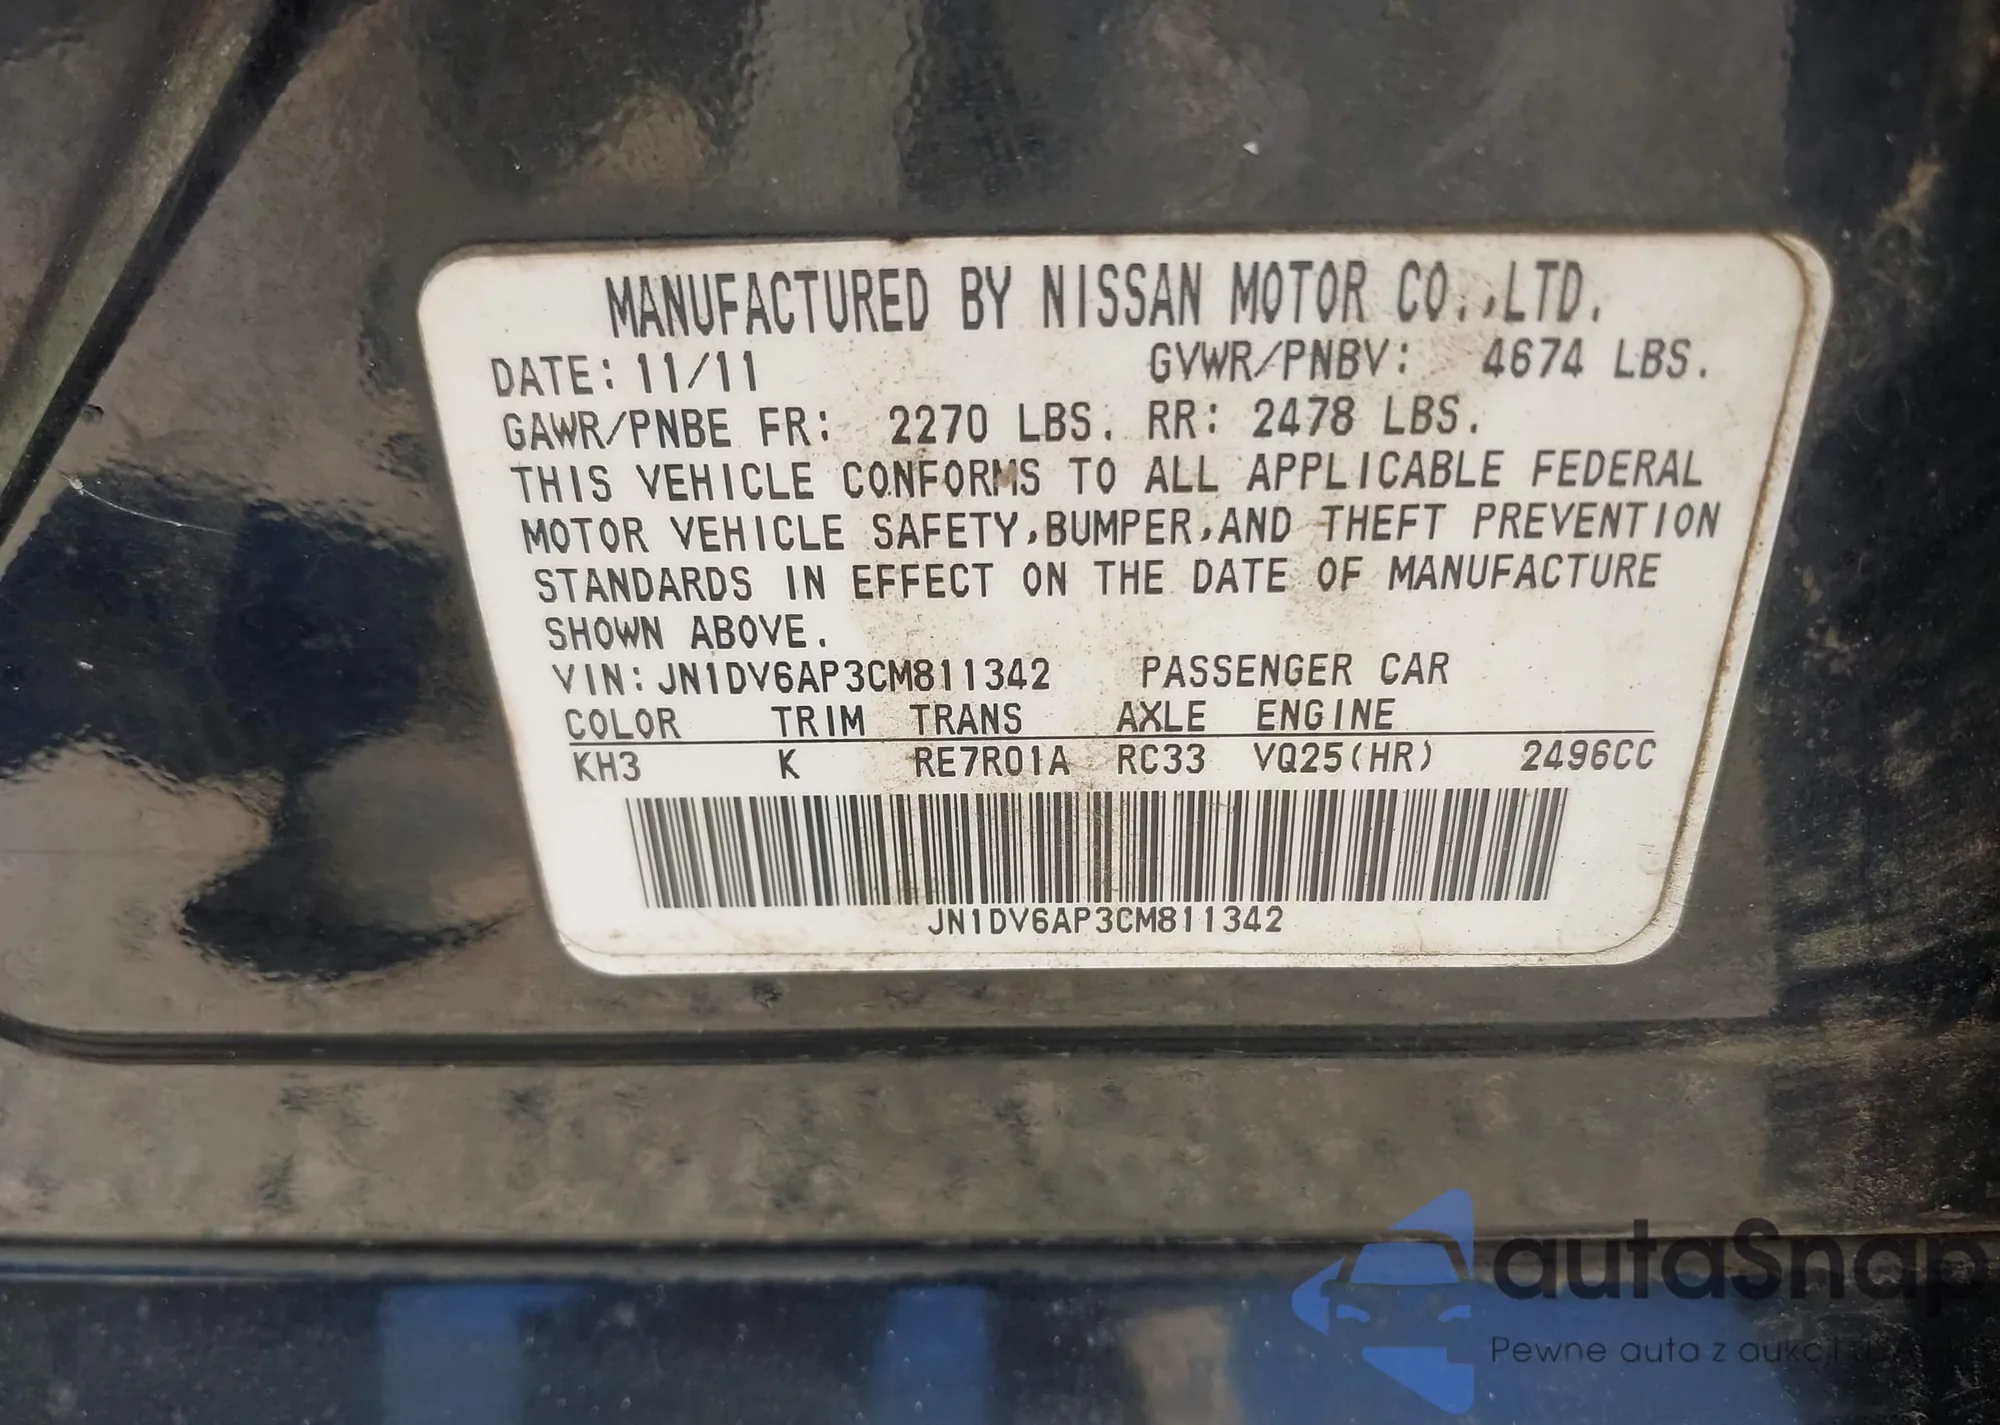 MANUFACTURED BY NISSAN MOTOR CO.,LTD.
DATE: 11/11 GVWR/PNBV: 4674 LBS.
GAWR/PNBE FR: 2270 LBS. RR: 2478 LBS.
THIS VEHICLE CONFORMS TO ALL APPLICABLE FEDERAL
MOTOR VEHICLE SAFETY,BUMPER,AND THEFT PREVENTION
STANDARDS IN EFFECT ON THE DATE OF MANUFACTURE
SHOWN ABOVE.
VIN:JN1DV6AP3CM811342 PASSENGER CAR
COLOR TRIM TRANS AXLE ENGINE
KH3 K RE7R01A RC33 VQ25(HR) 2496CC
JN1DV6AP3CM811342
autaSnap
Pewne auta z aukcji